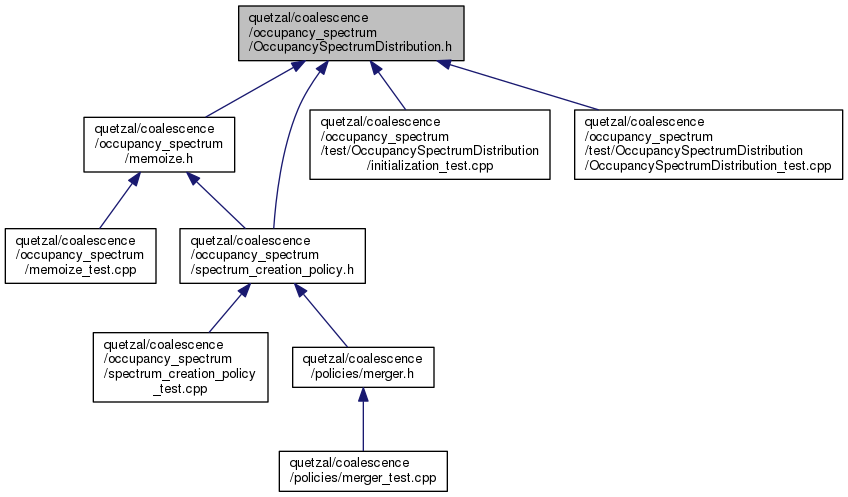 quetzal/coalescence
/occupancy_spectrum
/OccupancySpectrumDistribution.h
quetzal/coalescence
/occupancy_spectrum
/memoize.h
quetzal/coalescence
/occupancy_spectrum
/test/OccupancySpectrumDistribution
/initialization_test.cpp
quetzal/coalescence
/occupancy_spectrum
/test/OccupancySpectrumDistribution
/OccupancySpectrumDistribution_test.cpp
quetzal/coalescence
/occupancy_spectrum
/memoize_test.cpp
quetzal/coalescence
/occupancy_spectrum
/spectrum_creation_policy.h
quetzal/coalescence
/occupancy_spectrum
/spectrum_creation_policy
_test.cpp
quetzal/coalescence
/policies/merger.h
quetzal/coalescence
/policies/merger_test.cpp